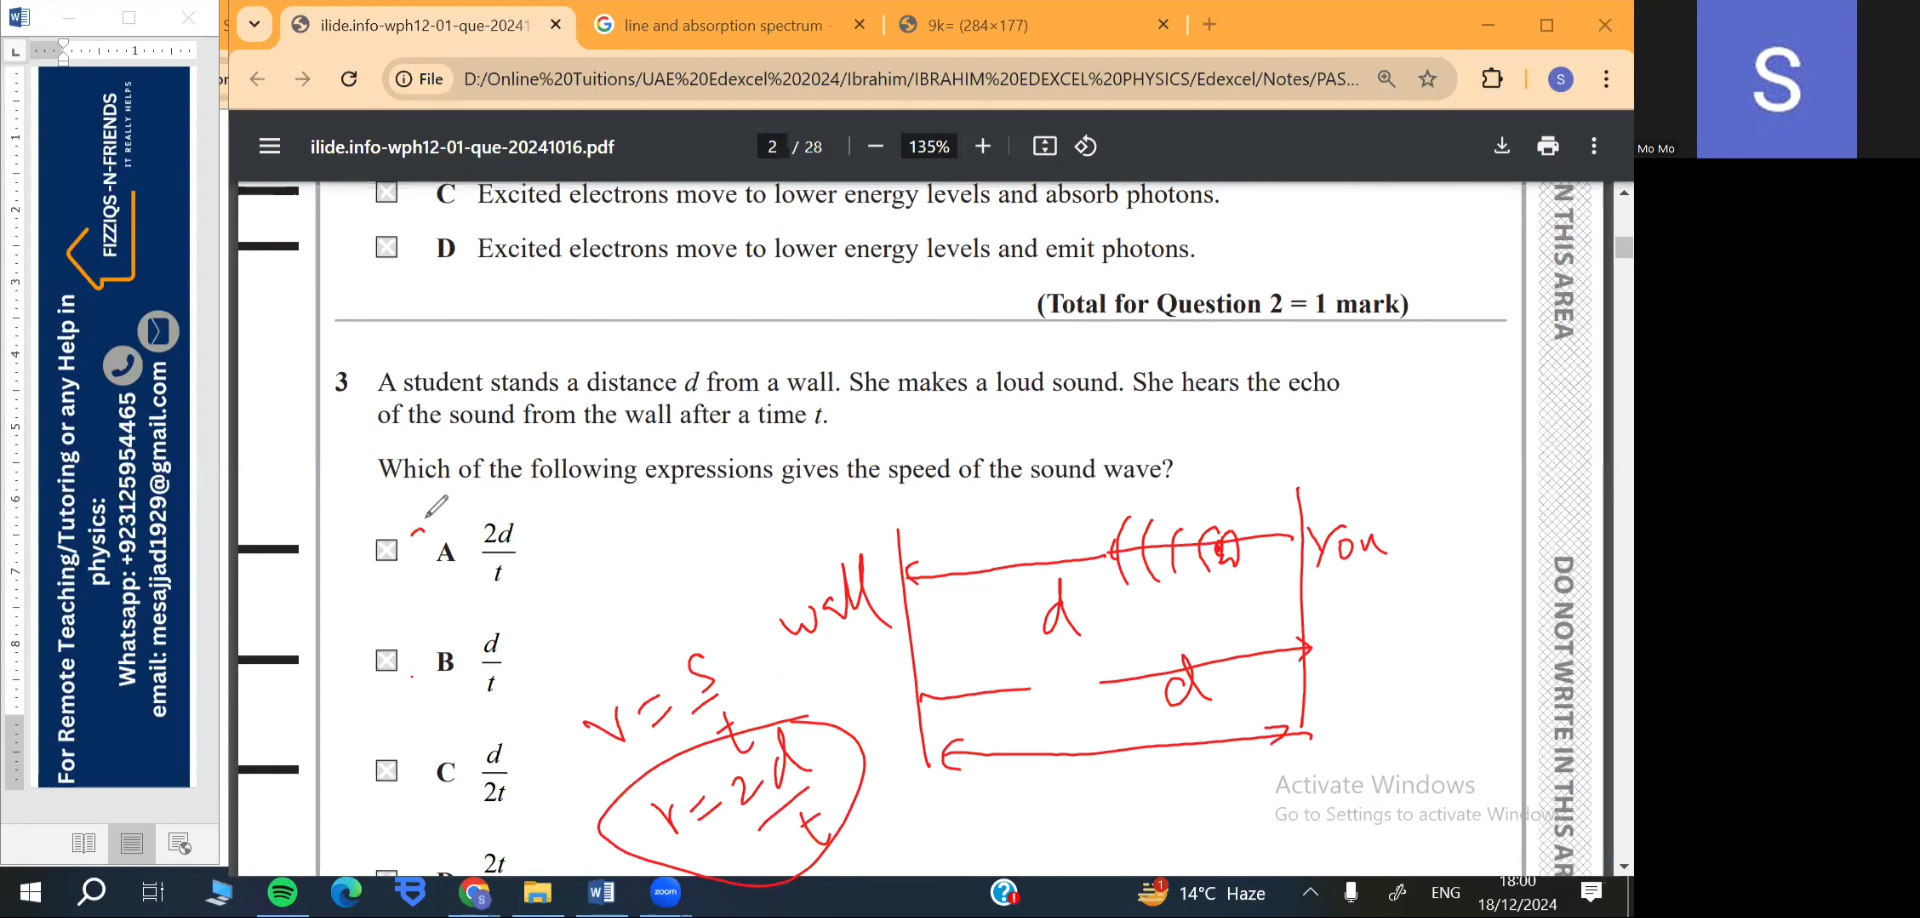 ilide.info-wph12-01-que-20241
line and absorption spectrum -
9k= (284×177)
File
D:/Online%20Tuitions/UAE%20Edexcel%202024/Ibrahim/IBRAHIM%20EDEXCEL%20PHYSICS/Edexcel/Notes/PAS...
S
ilide.info-wph12-01-que-20241016.pdf
2 / 28
135%
S
Mo Mo
FIZZIQS-N-FRIENDS
IT REALLY HELPS
For Remote Teaching/Tutoring or any Help in
physics:
Whatsapp: +923125954465
email: mesajjad1929@gmail.com
C Excited electrons move to lower energy levels and absorb photons.
D Excited electrons move to lower energy levels and emit photons.
(Total for Question 2 = 1 mark)
3 A student stands a distance d from a wall. She makes a loud sound. She hears the echo
of the sound from the wall after a time t.
Which of the following expressions gives the speed of the sound wave?
A 2d/t
B d/t
C d/2t
2t
wall
You
d
d
v = s/t
v = 2d/t
N THIS AREA
DO NOT WRITE IN THIS AR
Activate Windows
Go to Settings to activate Windows.
zoom
1
14°C Haze
ENG
18:00
18/12/2024